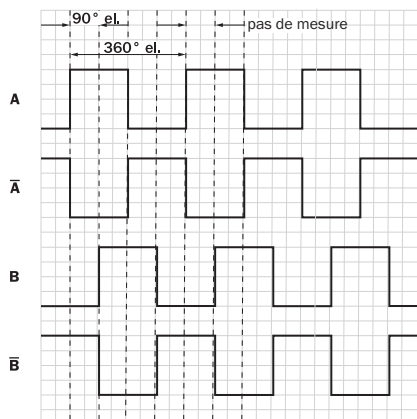 90° el.
pas de mesure
360° el.
A
A̅
B
B̅